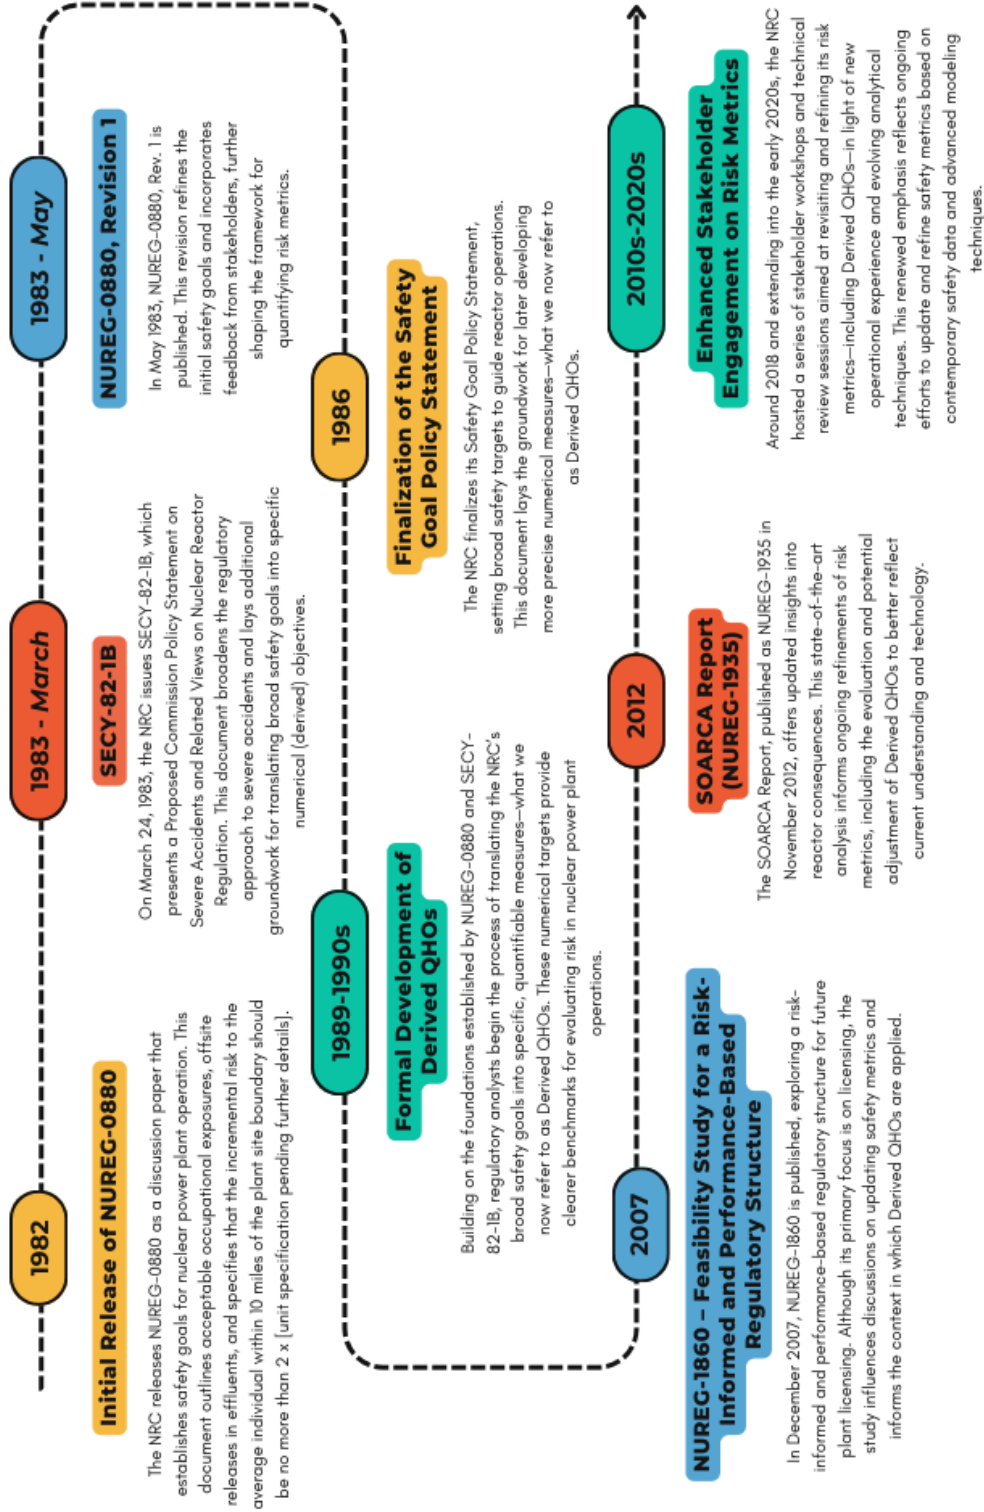 1982
Initial Release of NUREG-0880
The NRC releases NUREG-0880 as a discussion paper that
establishes safety goals for nuclear power plant operation. This
document outlines acceptable occupational exposures, offsite
releases in effluents, and specifies that the incremental risk to the
average individual within 10 miles of the plant site boundary should
be no more than 2 x [unit specification pending further details].
1983 - March
SECY-82-1B
On March 24, 1983, the NRC issues SECY-82-1B, which
presents a Proposed Commission Policy Statement on
Severe Accidents and Related Views on Nuclear Reactor
Regulation. This document broadens the regulatory
approach to severe accidents and lays additional
groundwork for translating broad safety goals into specific
numerical (derived) objectives.
1983 - May
NUREG-0880, Revision 1
In May 1983, NUREG-0880, Rev. 1 is
published. This revision refines the
initial safety goals and incorporates
feedback from stakeholders, further
shaping the framework for
quantifying risk metrics.
1986
Finalization of the Safety
Goal Policy Statement
The NRC finalizes its Safety Goal Policy Statement,
setting broad safety targets to guide reactor operations.
This document lays the groundwork for later developing
more precise numerical measures—what we now refer to
as Derived QHOs.
1989-1990s
Formal Development of
Derived QHOs
Building on the foundations established by NUREG-0880 and SECY-
82-1B, regulatory analysts begin the process of translating the NRC's
broad safety goals into specific, quantifiable measures—what we
now refer to as Derived QHOs. These numerical targets provide
clearer benchmarks for evaluating risk in nuclear power plant
operations.
2007
NUREG-1860 – Feasibility Study for a Risk-
Informed and Performance-Based
Regulatory Structure
In December 2007, NUREG-1860 is published, exploring a risk-
informed and performance-based regulatory structure for future
plant licensing. Although its primary focus is on licensing, the
study influences discussions on updating safety metrics and
informs the context in which Derived QHOs are applied.
2012
SOARCA Report
(NUREG-1935)
The SOARCA Report, published as NUREG-1935 in
November 2012, offers updated insights into
reactor consequences. This state-of-the-art
analysis informs ongoing refinements of risk
metrics, including the evaluation and potential
adjustment of Derived QHOs to better reflect
current understanding and technology.
2010s-2020s
Enhanced Stakeholder
Engagement on Risk Metrics
Around 2018 and extending into the early 2020s, the NRC
hosted a series of stakeholder workshops and technical
review sessions aimed at revisiting and refining its risk
metrics—including Derived QHOs—in light of new
operational experience and evolving analytical
techniques. This renewed emphasis reflects ongoing
efforts to update and refine safety metrics based on
contemporary safety data and advanced modeling
techniques.